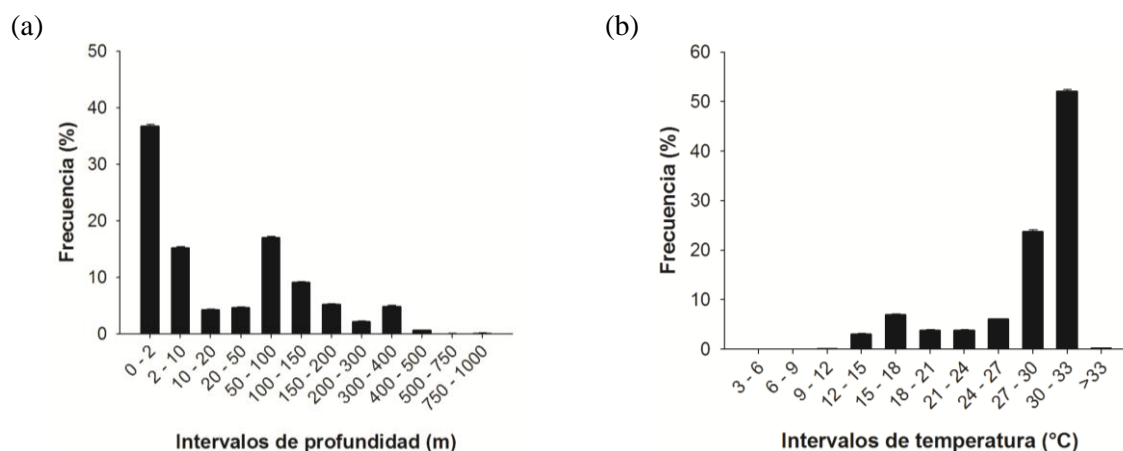 (a)
50
40
30
20
10
0
Frecuencia (%)
0 - 2
2 - 10
10 - 20
20 - 50
50 - 100
100 - 150
150 - 200
200 - 300
300 - 400
400 - 500
500 - 750
750 - 1000
Intervalos de profundidad (m)
(b)
60
50
40
30
20
10
0
Frecuencia (%)
3 - 6
6 - 9
9 - 12
12 - 15
15 - 18
18 - 21
21 - 24
24 - 27
27 - 30
30 - 33
>33
Intervalos de temperatura (°C)